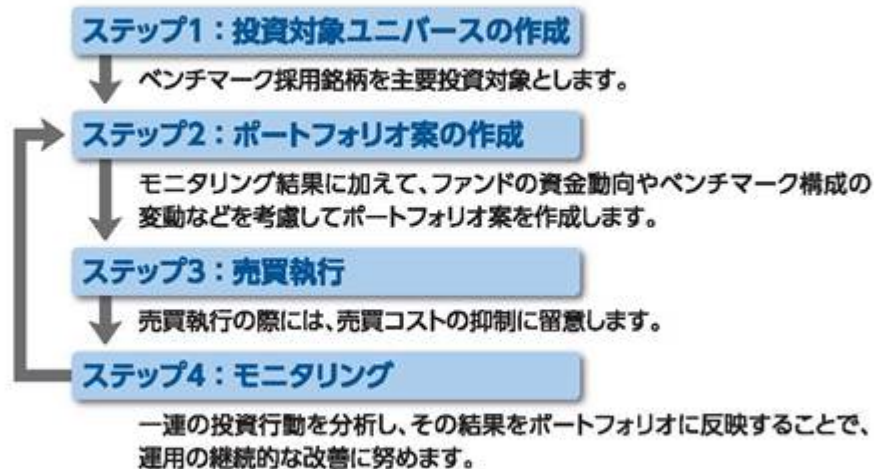 ステップ1：投資対象ユニバースの作成
ベンチマーク採用銘柄を主要投資対象とします。
ステップ2：ポートフォリオ案の作成
モニタリング結果に加えて、ファンドの資金動向やベンチマーク構成の
変動などを考慮してポートフォリオ案を作成します。
ステップ3：売買執行
売買執行の際には、売買コストの抑制に留意します。
ステップ4：モニタリング
一連の投資行動を分析し、その結果をポートフォリオに反映することで、
運用の継続的な改善に努めます。